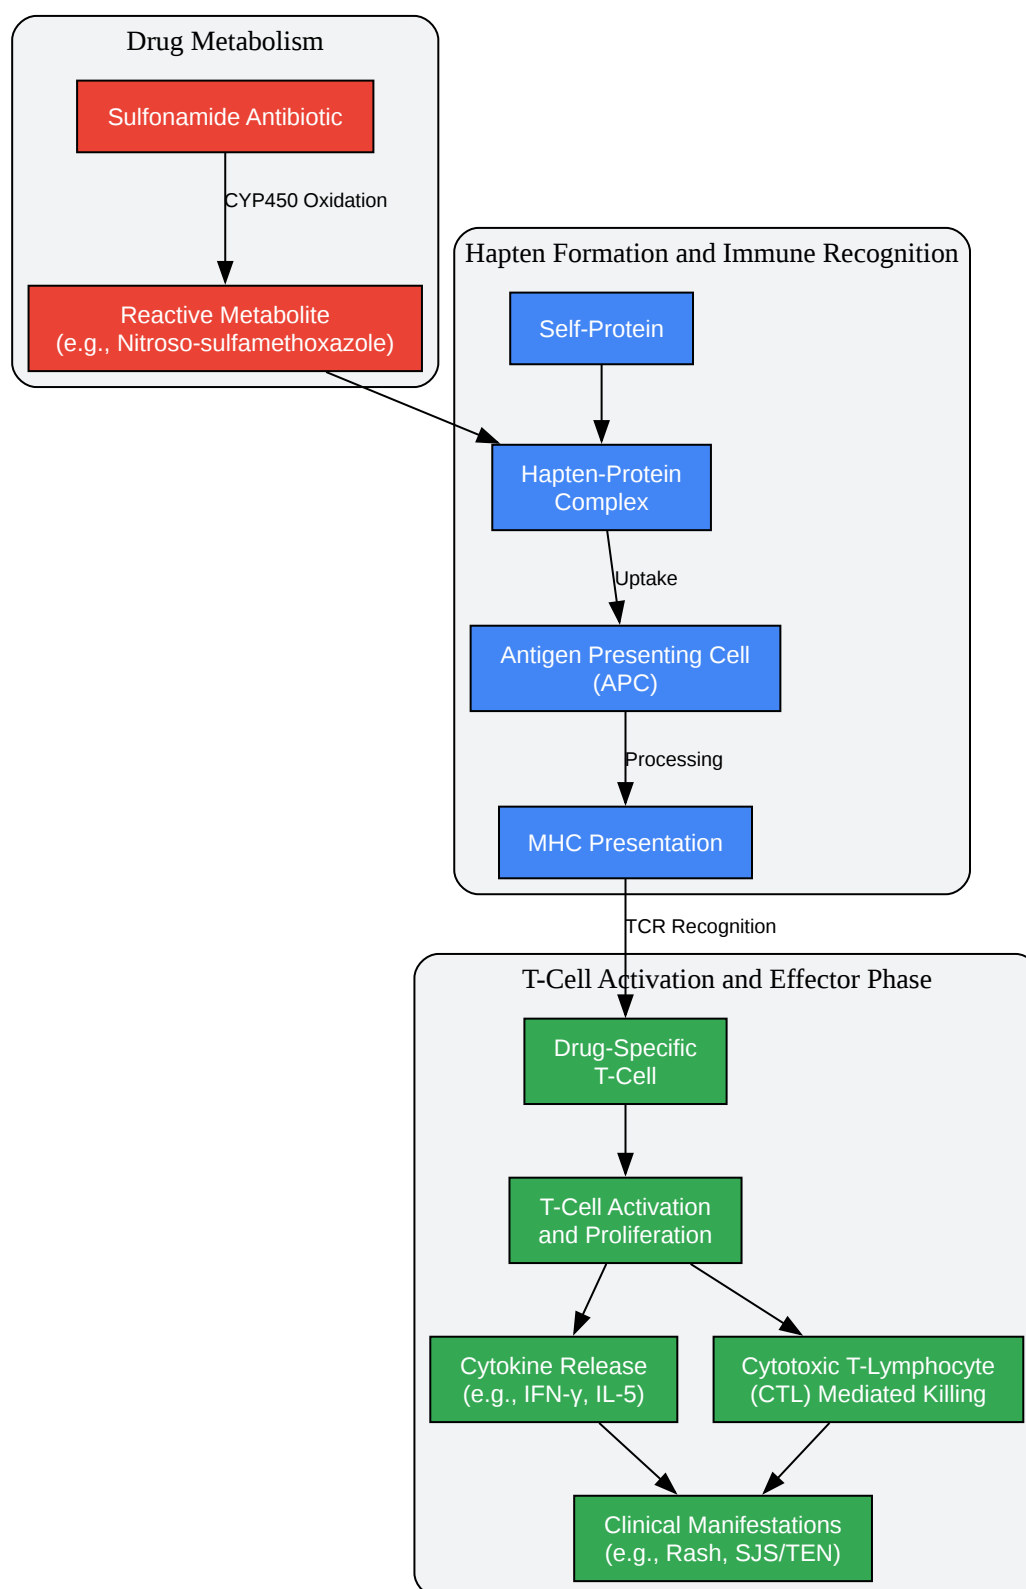 Drug Metabolism
Sulfonamide Antibiotic
CYP450 Oxidation
Reactive Metabolite
(e.g., Nitroso-sulfamethoxazole)
Hapten Formation and Immune Recognition
Self-Protein
Hapten-Protein
Complex
Uptake
Antigen Presenting Cell
(APC)
Processing
MHC Presentation
TCR Recognition
T-Cell Activation and Effector Phase
Drug-Specific
T-Cell
T-Cell Activation
and Proliferation
Cytokine Release
(e.g., IFN-γ, IL-5)
Cytotoxic T-Lymphocyte
(CTL) Mediated Killing
Clinical Manifestations
(e.g., Rash, SJS/TEN)